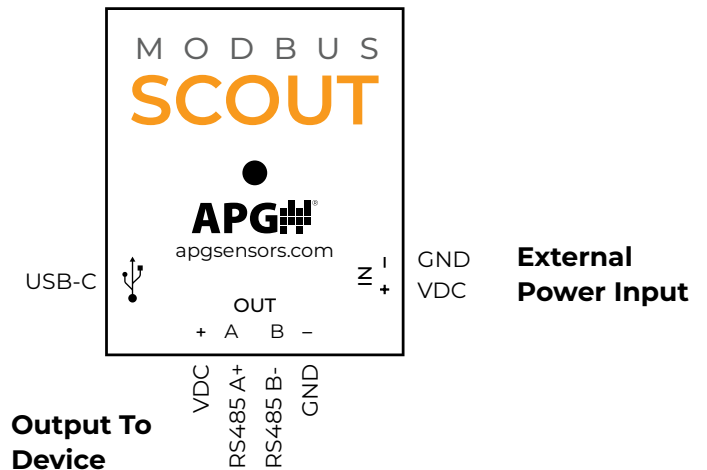 MODBUS
SCOUT
APG®
apgsensors.com
USB-C
IN
-
+
GND
VDC
External
Power Input
OUT
+ A B -
VDC
RS485 A+
RS485 B-
GND
Output To
Device